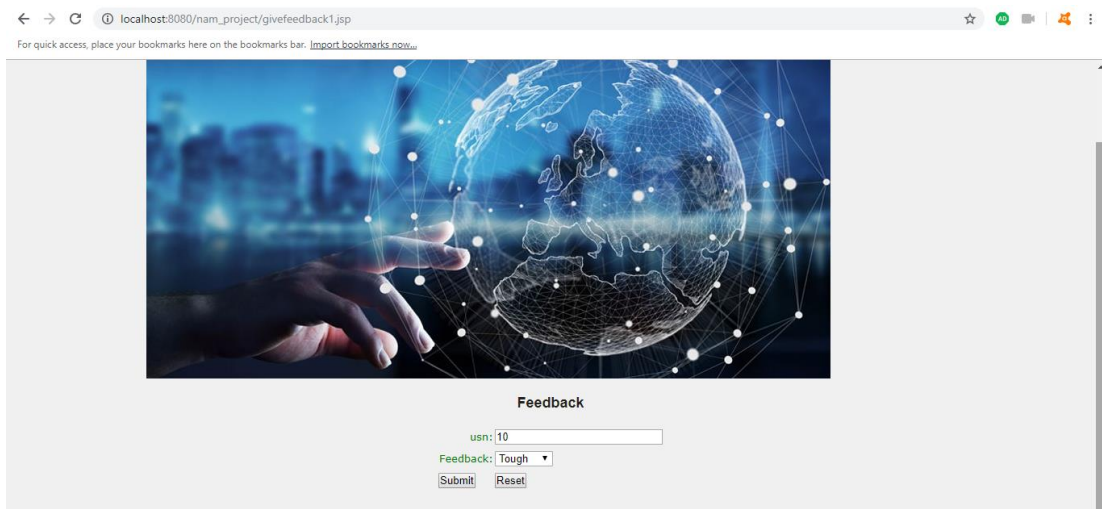 localhost:8080/nam_project/givefeedback1.jsp
For quick access, place your bookmarks here on the bookmarks bar. Import bookmarks now...
Feedback
usn: 10
Feedback: Tough
Submit Reset